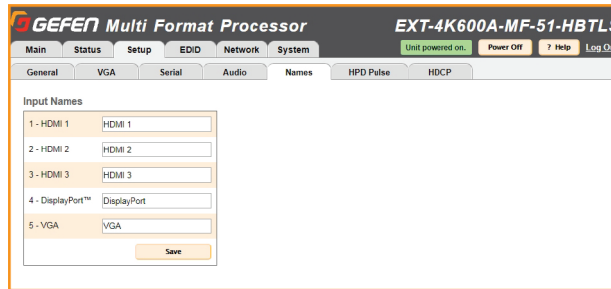 GEFEN Multi Format Processor EXT-4K600A-MF-51-HBTLS
Main Status Setup EDID Network System Unit powered on. Power Off ? Help Log O
General VGA Serial Audio Names HPD Pulse HDCP
Input Names
1 - HDMI 1 HDMI 1
2 - HDMI 2 HDMI 2
3 - HDMI 3 HDMI 3
4 - DisplayPort™ DisplayPort
5 - VGA VGA
Save